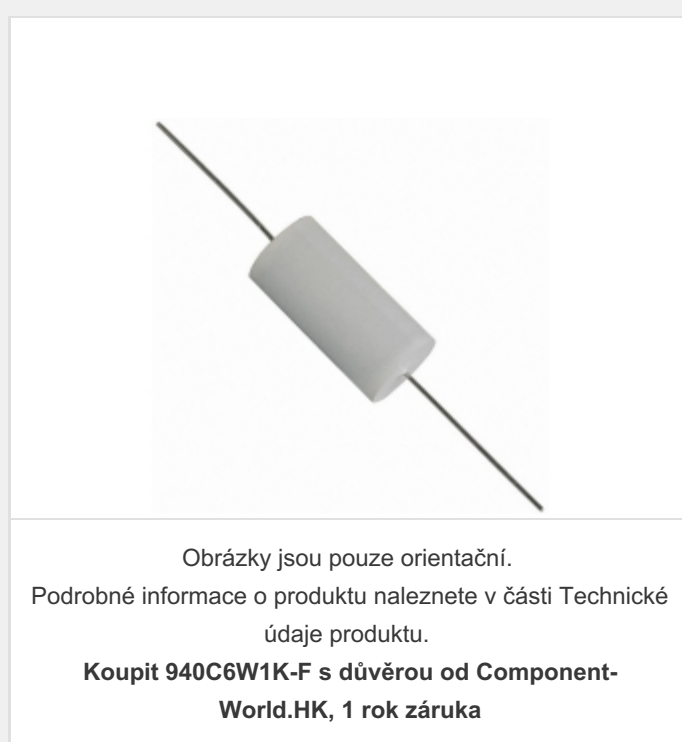 Obrázky jsou pouze orientační.
Podrobné informace o produktu naleznete v části Technické
údaje produktu.
Koupit 940C6W1K-F s důvěrou od Component-
World.HK, 1 rok záruka